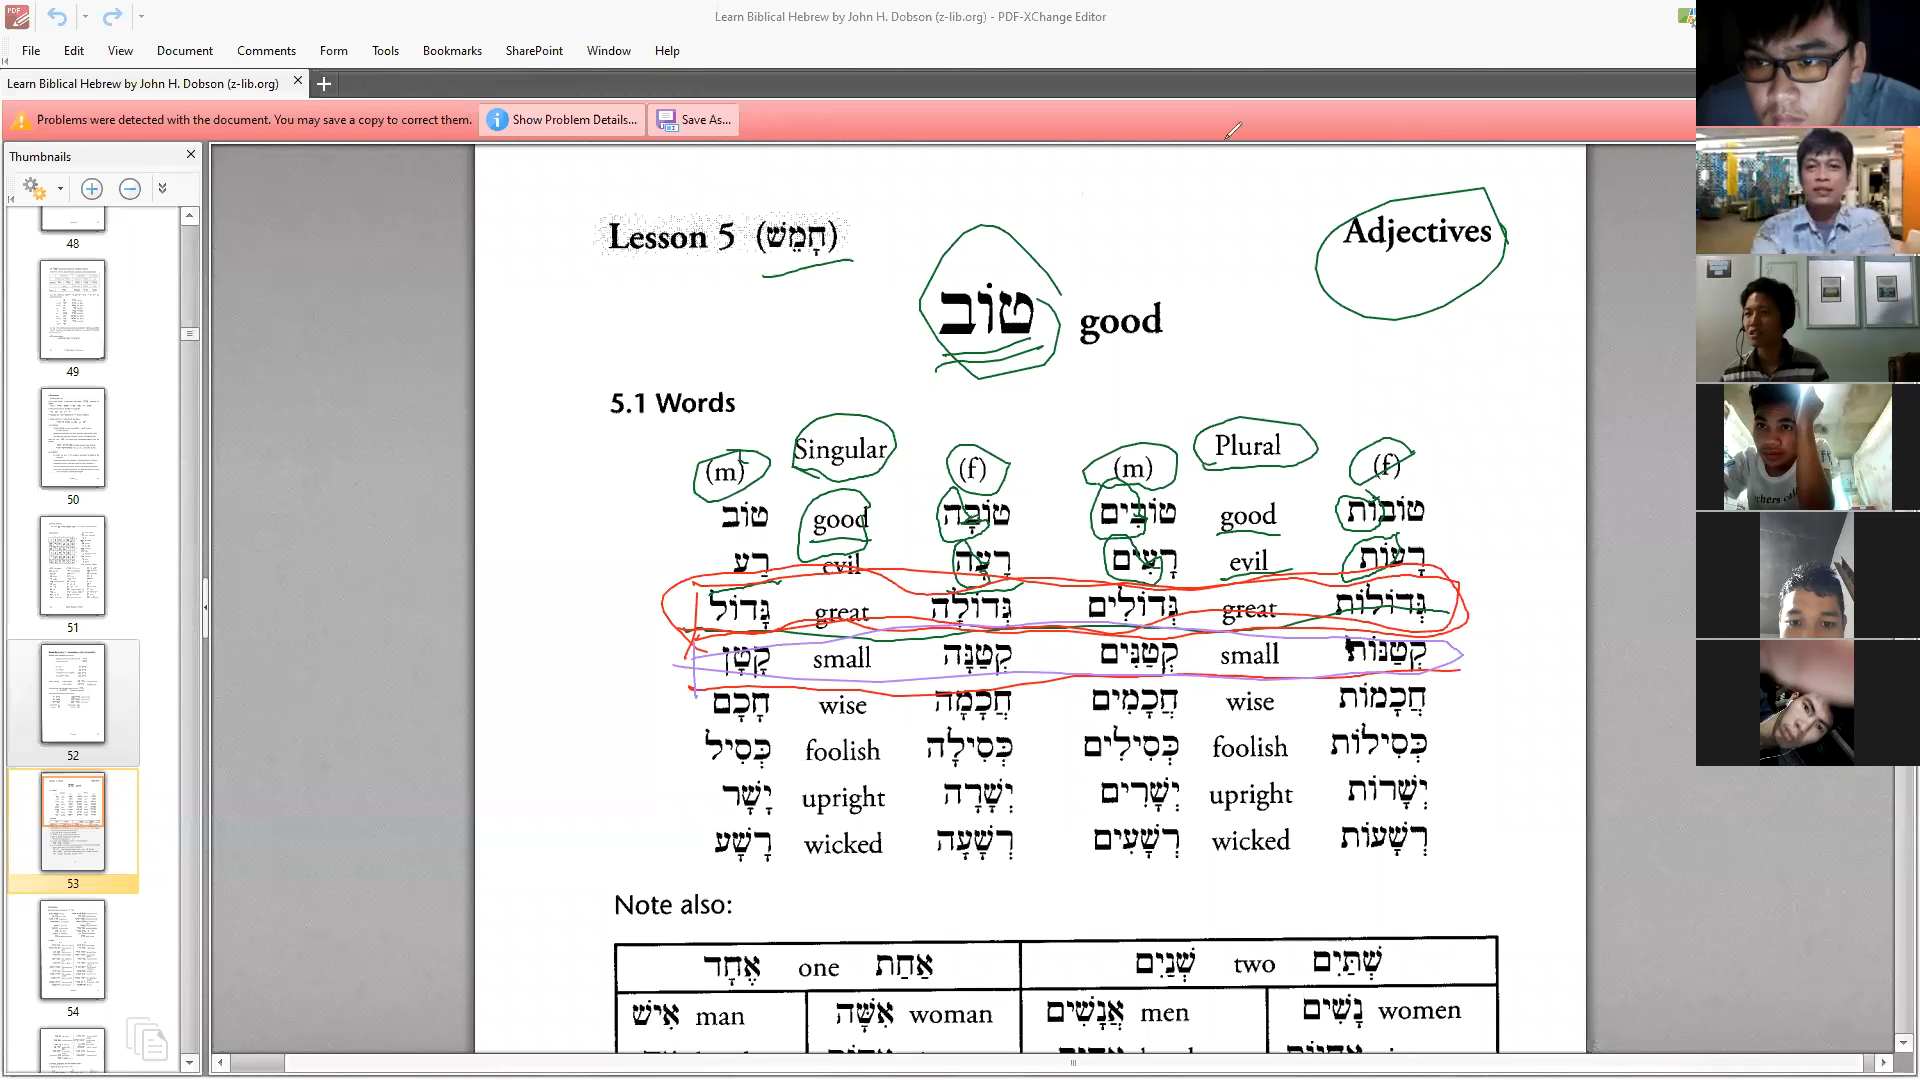 Learn Biblical Hebrew by John H. Dobson (z-lib.org) - PDF-XChange Editor
File Edit View Document Comments Form Tools Bookmarks SharePoint Window Help
Learn Biblical Hebrew by John H. Dobson (z-lib.org)
Problems were detected with the document. You may save a copy to correct them. Show Problem Details... Save As...
Thumbnails
48
49
50
51
52
53
54
Lesson 5 (חָמֵשׁ)
Adjectives
טוֹב good
5.1 Words
Singular Plural
(m) (f) (m) (f)
טוֹב good טוֹבָה טוֹבִים good טוֹבוֹת
רַע evil רָעָה רָעִים evil רָעוֹת
גָּדוֹל great גְּדוֹלָה גְּדוֹלִים great גְּדוֹלוֹת
קָטָן small קְטַנָּה קְטַנִּים small קְטַנּוֹת
חָכָם wise חֲכָמָה חֲכָמִים wise חֲכָמוֹת
כְּסִיל foolish כְּסִילָה כְּסִילִים foolish כְּסִילוֹת
יָשָׁר upright יְשָׁרָה יְשָׁרִים upright יְשָׁרוֹת
רָשָׁע wicked רְשָׁעָה רְשָׁעִים wicked רְשָׁעוֹת
Note also:
אֶחָד one אַחַת שְׁנַיִם two שְׁתַּיִם
אִישׁ man אִשָּׁה woman אֲנָשִׁים men נָשִׁים women